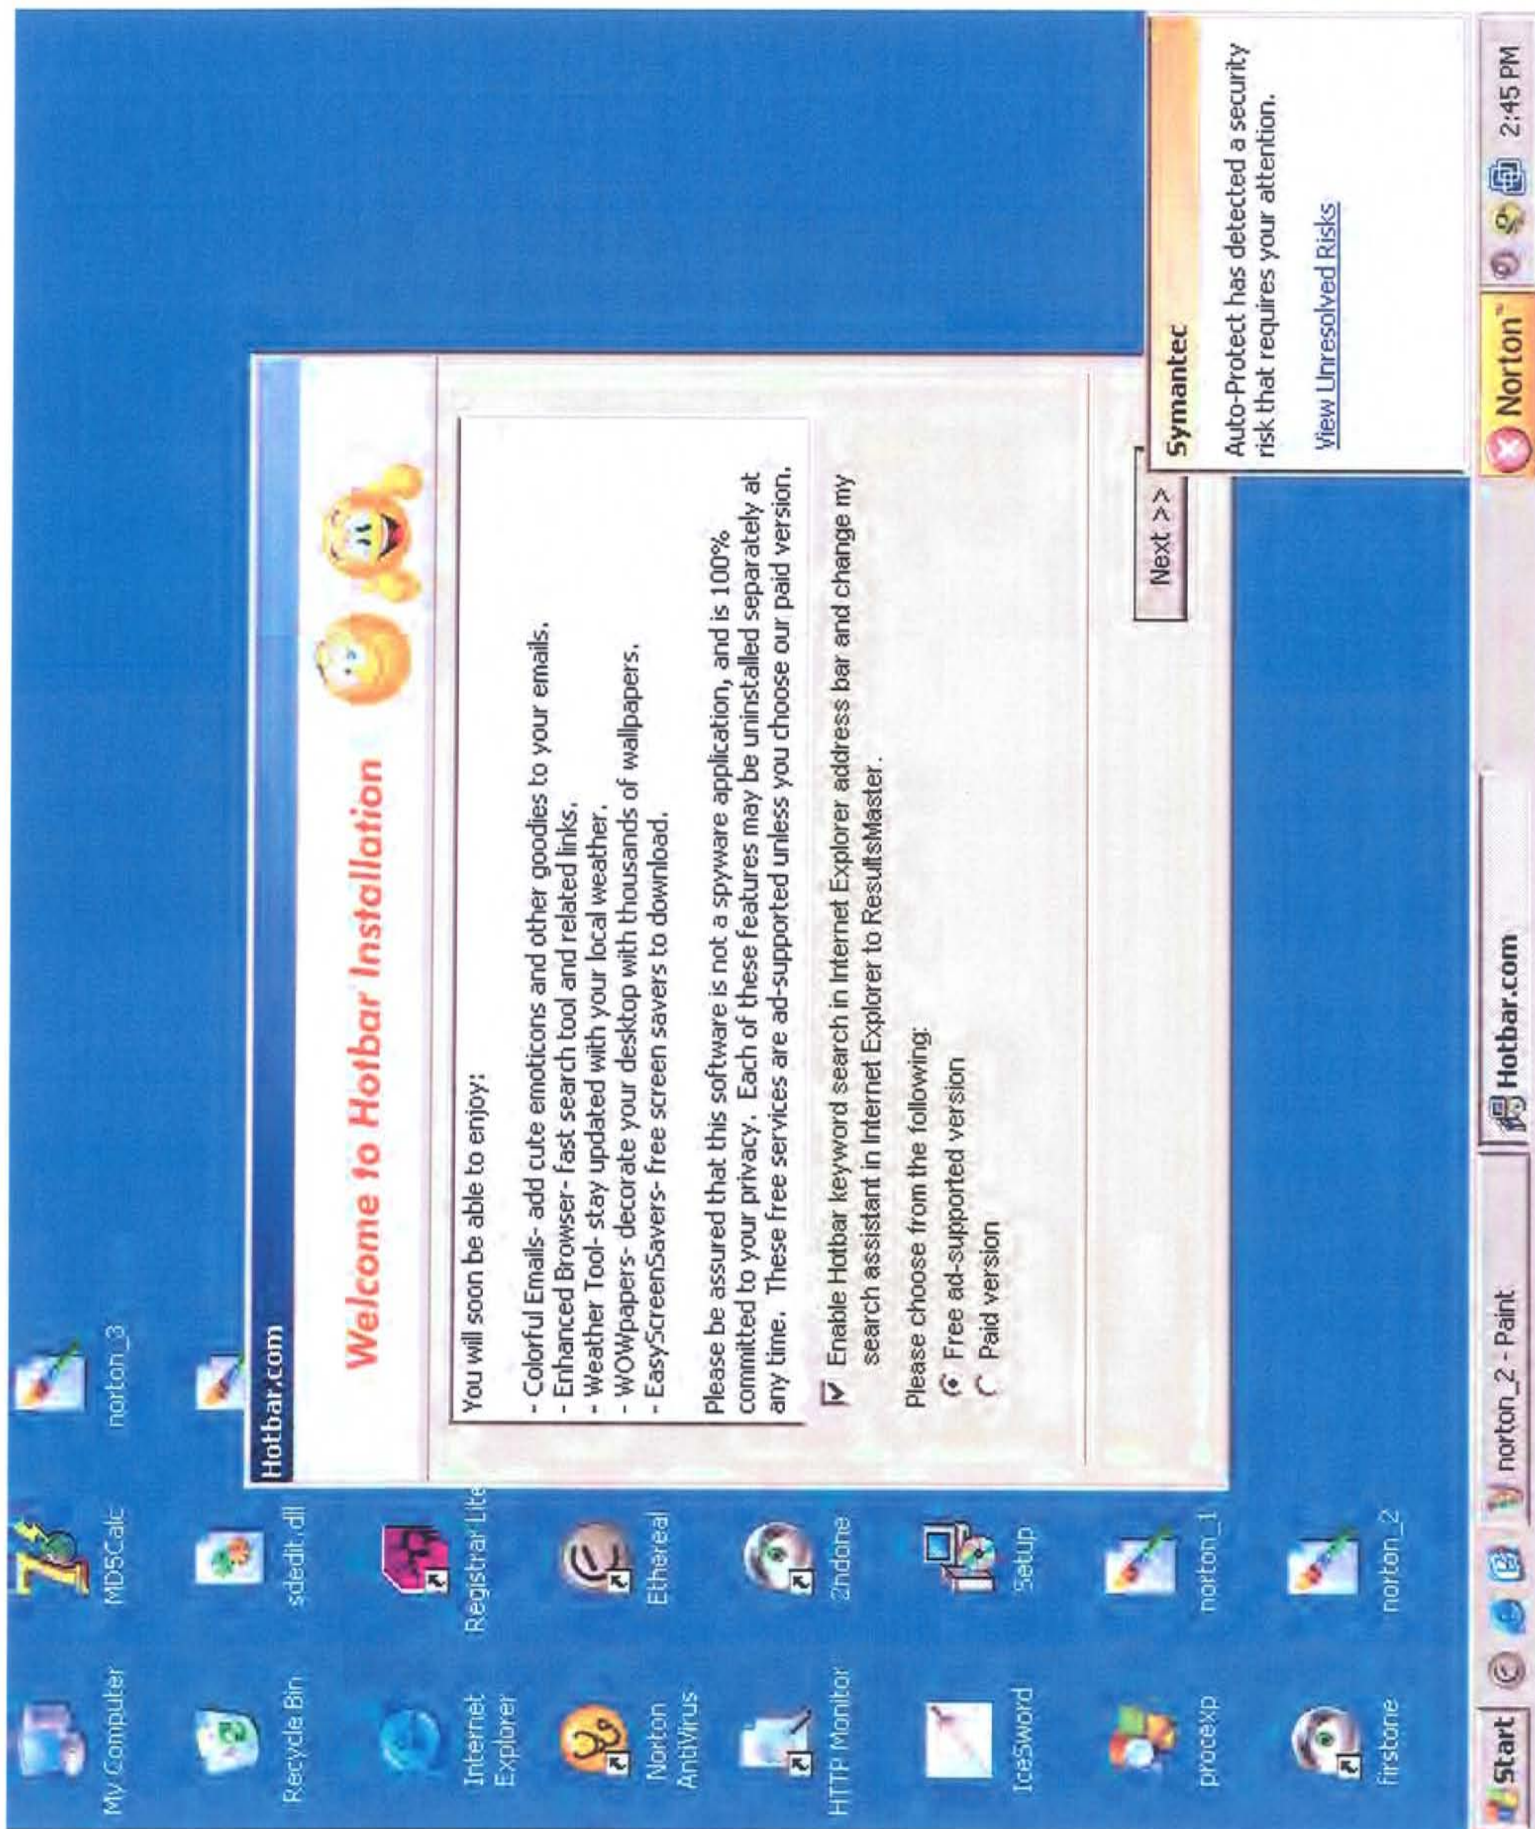 My Computer
MD5Calc
norton_3
Recycle Bin
sdedit.dll
Internet
Explorer
Registrar Lite
Norton
AntiVirus
Ethereal
HTTP Monitor
2ndone
IceSword
Setup
procexp
norton_1
firstone
norton_2
Hotbar.com
Welcome to Hotbar Installation
You will soon be able to enjoy:
- Colorful Emails- add cute emoticons and other goodies to your emails.
- Enhanced Browser- fast search tool and related links.
- Weather Tool- stay updated with your local weather.
- WOWpapers- decorate your desktop with thousands of wallpapers.
- EasyScreenSavers- free screen savers to download.
Please be assured that this software is not a spyware application, and is 100%
committed to your privacy. Each of these features may be uninstalled separately at
any time. These free services are ad-supported unless you choose our paid version.
Enable Hotbar keyword search in Internet Explorer address bar and change my
search assistant in Internet Explorer to ResultsMaster.
Please choose from the following:
Free ad-supported version
Paid version
Next >>
Symantec
Auto-Protect has detected a security
risk that requires your attention.
View Unresolved Risks
Start
norton_2 - Paint
Hotbar.com
Norton™
2:45 PM